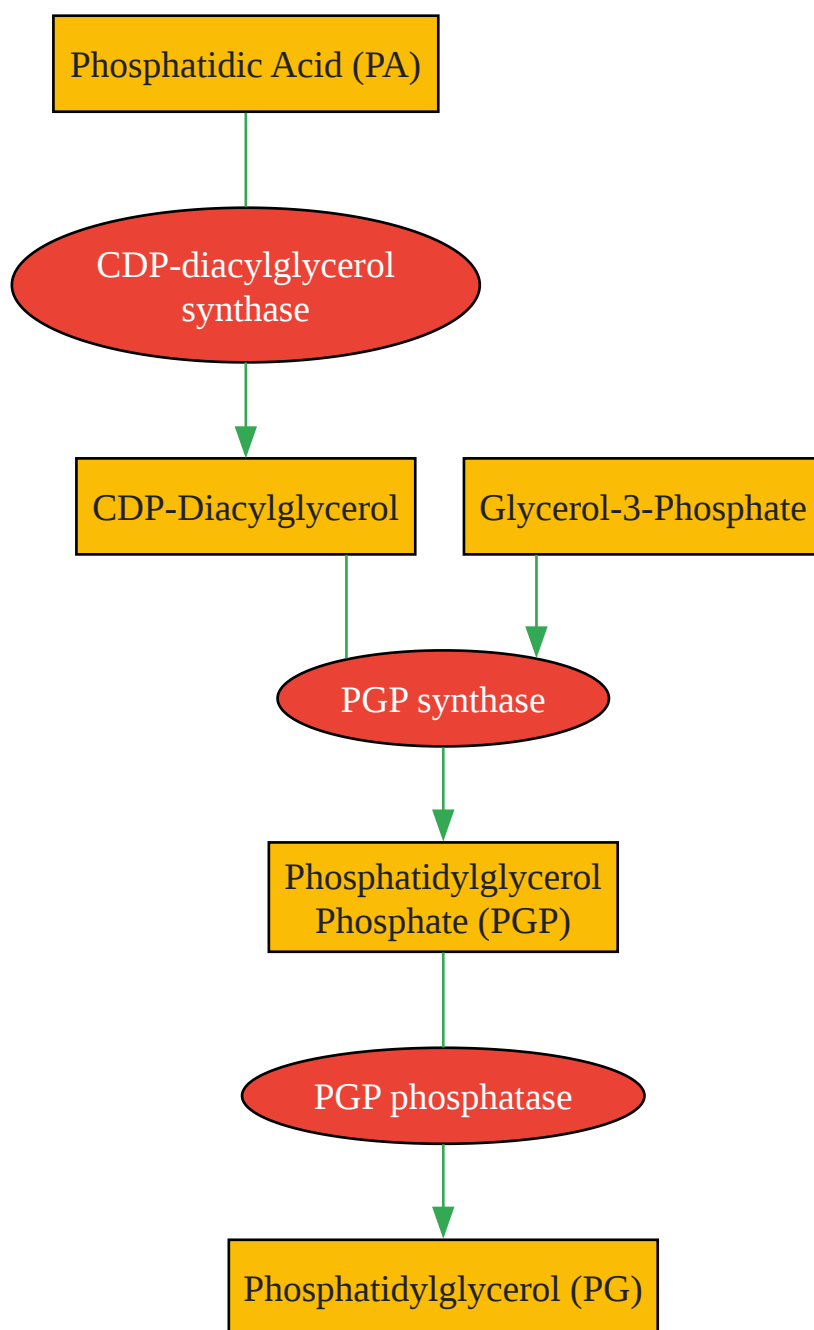 Phosphatidic Acid (PA)
CDP-diacylglycerol
synthase
CDP-Diacylglycerol
Glycerol-3-Phosphate
PGP synthase
Phosphatidylglycerol
Phosphate (PGP)
PGP phosphatase
Phosphatidylglycerol (PG)